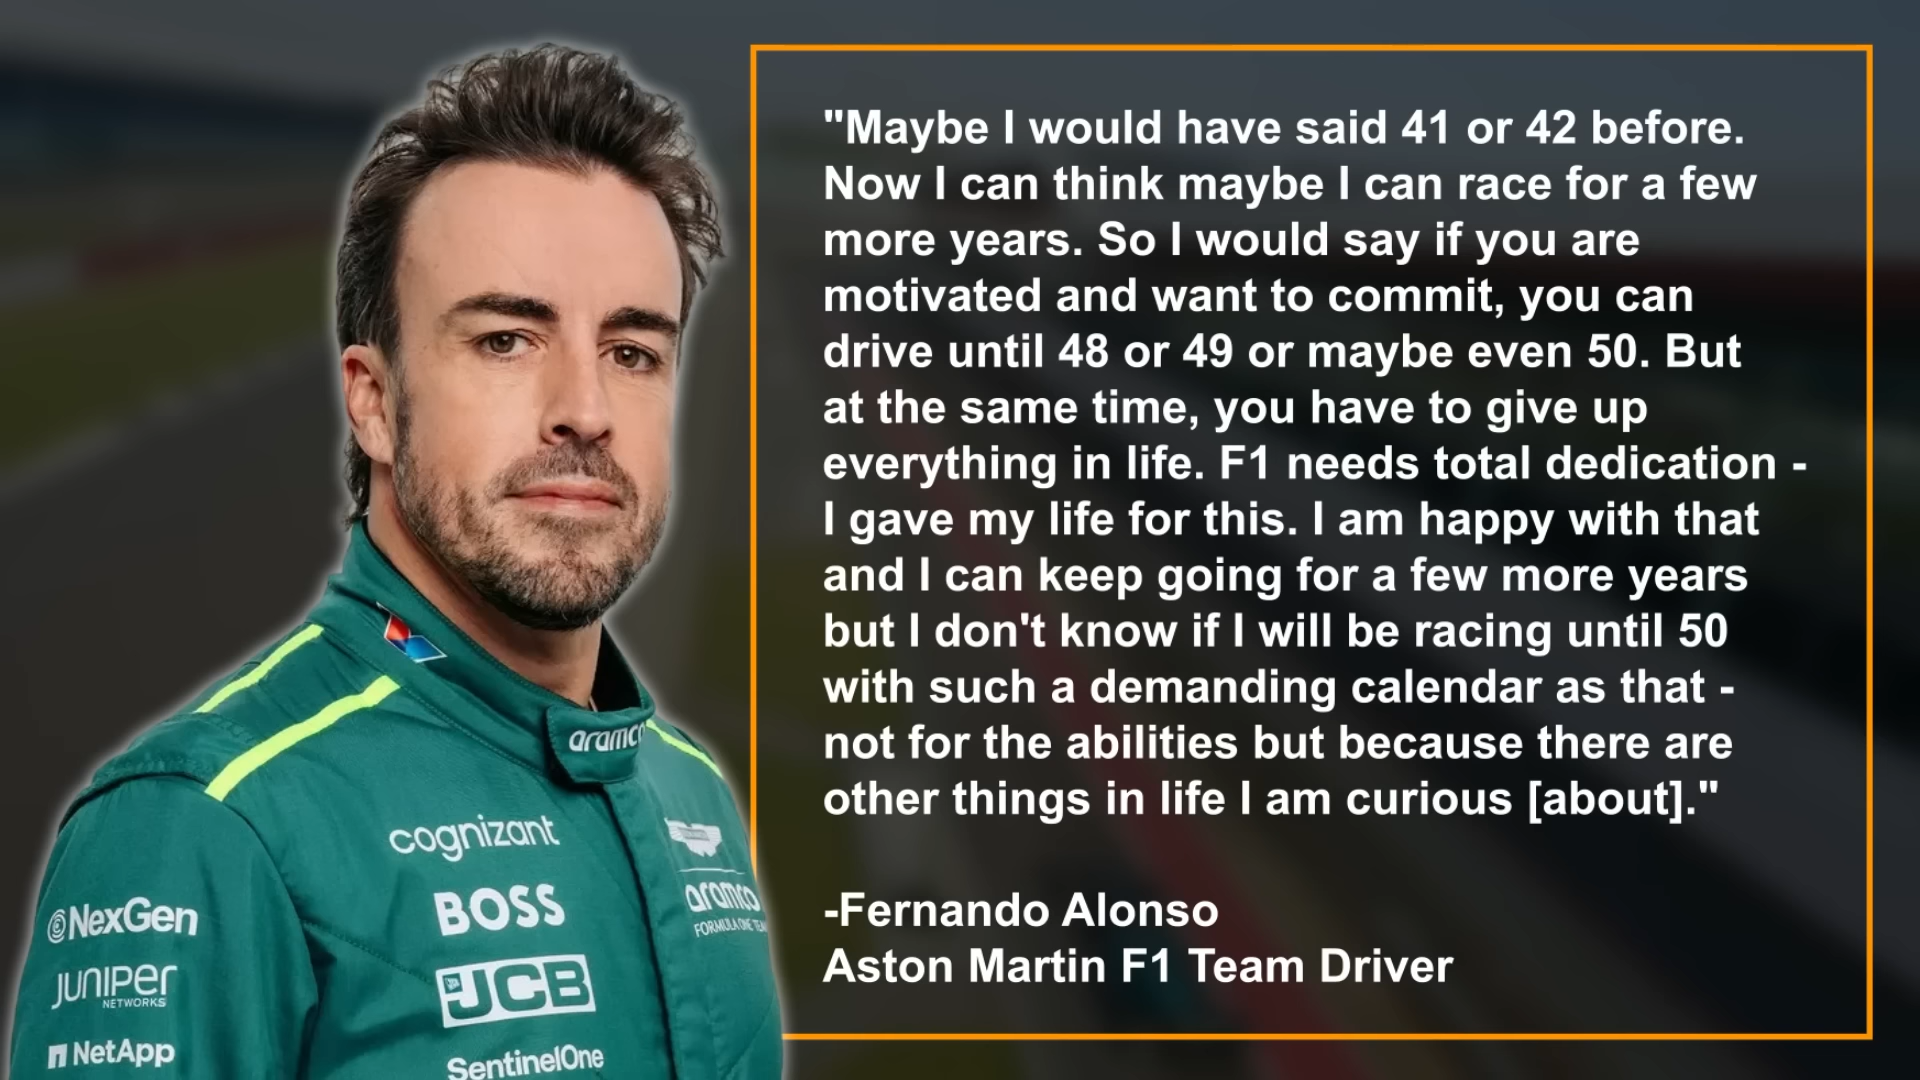 "Maybe I would have said 41 or 42 before.
Now I can think maybe I can race for a few
more years. So I would say if you are
motivated and want to commit, you can
drive until 48 or 49 or maybe even 50. But
at the same time, you have to give up
everything in life. F1 needs total dedication -
I gave my life for this. I am happy with that
and I can keep going for a few more years
but I don't know if I will be racing until 50
with such a demanding calendar as that -
not for the abilities but because there are
other things in life I am curious [about]."
-Fernando Alonso
Aston Martin F1 Team Driver
aramco
cognizant
BOSS
JCB
SentinelOne
aramco
FORMULA ONE TEAM
NexGen
JUNIPER
NETWORKS
NetApp